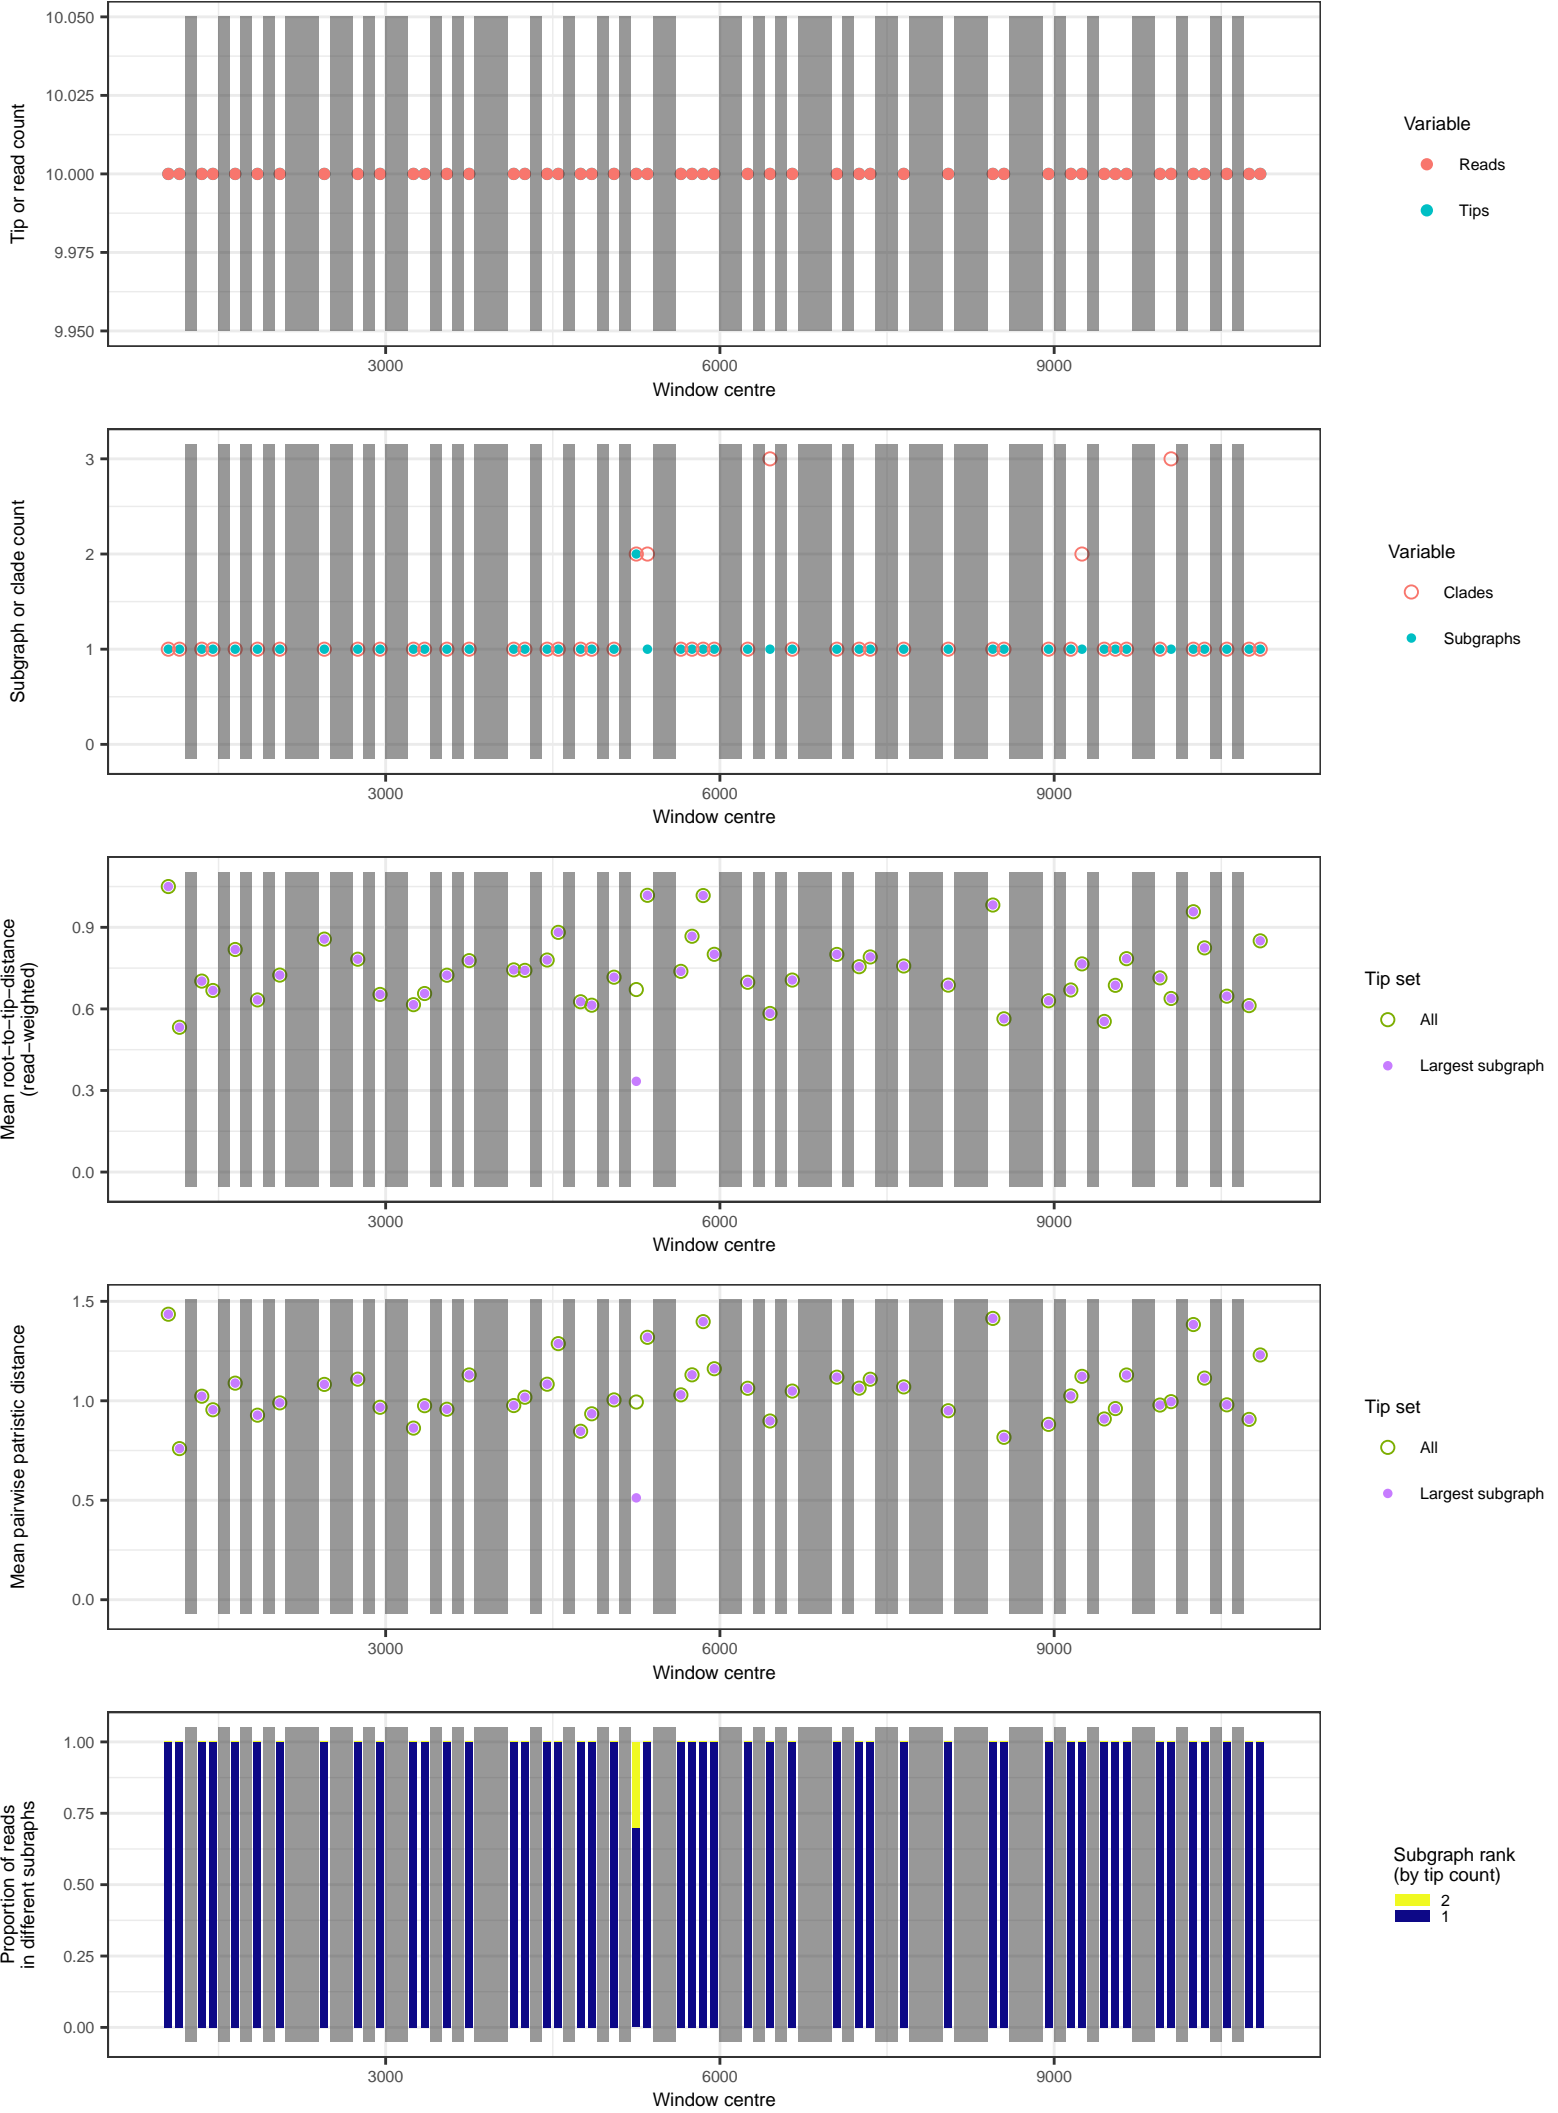 10.050
10.025
10.000
9.975
9.950
Tip or read count
3000
6000
9000
Window centre
Variable
Reads
Tips
3
2
1
0
Subgraph or clade count
3000
6000
9000
Window centre
Variable
Clades
Subgraphs
0.9
0.6
0.3
0.0
Mean root−to−tip−distance
(read−weighted)
3000
6000
9000
Window centre
Tip set
All
Largest subgraph
1.5
1.0
0.5
0.0
Mean pairwise patristic distance
3000
6000
9000
Window centre
Tip set
All
Largest subgraph
1.00
0.75
0.50
0.25
0.00
Proportion of reads
in different subraphs
3000
6000
9000
Window centre
Subgraph rank
(by tip count)
2
1